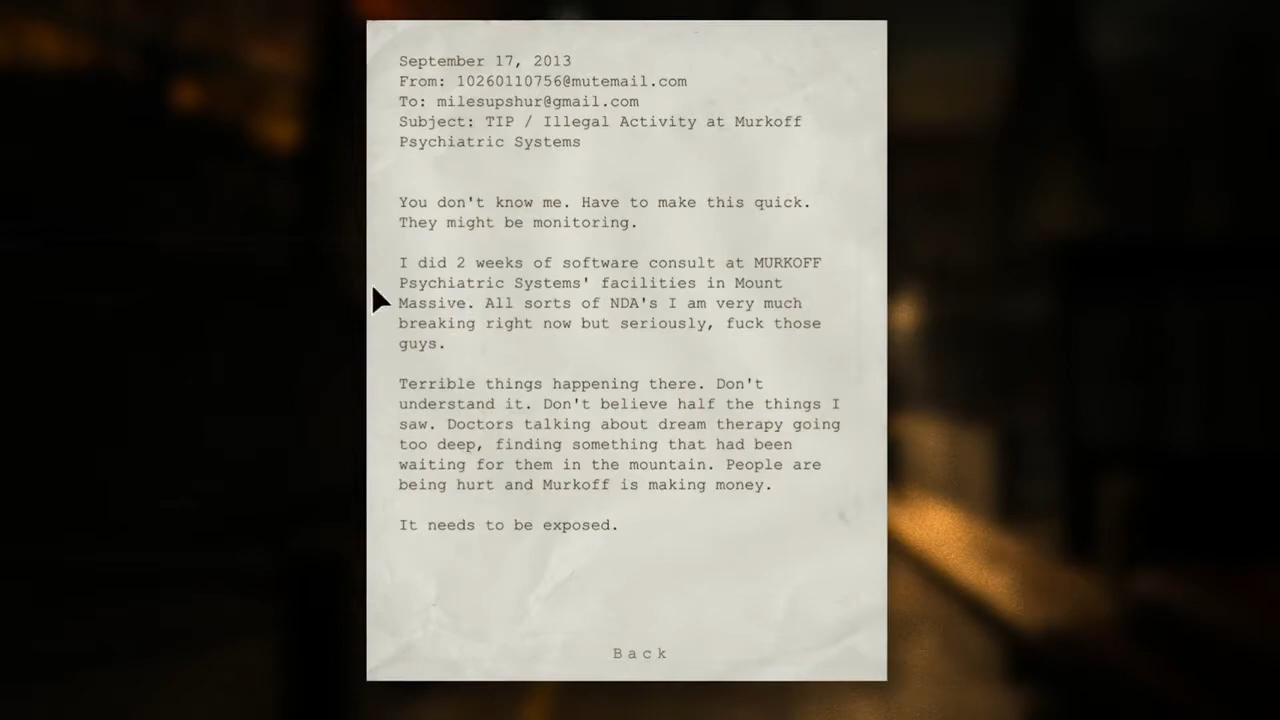 September 17, 2013
From: 10260110756@mutemail.com
To: milesupshur@gmail.com
Subject: TIP / Illegal Activity at Murkoff
Psychiatric Systems
You don't know me. Have to make this quick.
They might be monitoring.
I did 2 weeks of software consult at MURKOFF
Psychiatric Systems' facilities in Mount
Massive. All sorts of NDA's I am very much
breaking right now but seriously, fuck those
guys.
Terrible things happening there. Don't
understand it. Don't believe half the things I
saw. Doctors talking about dream therapy going
too deep, finding something that had been
waiting for them in the mountain. People are
being hurt and Murkoff is making money.
It needs to be exposed.
Back